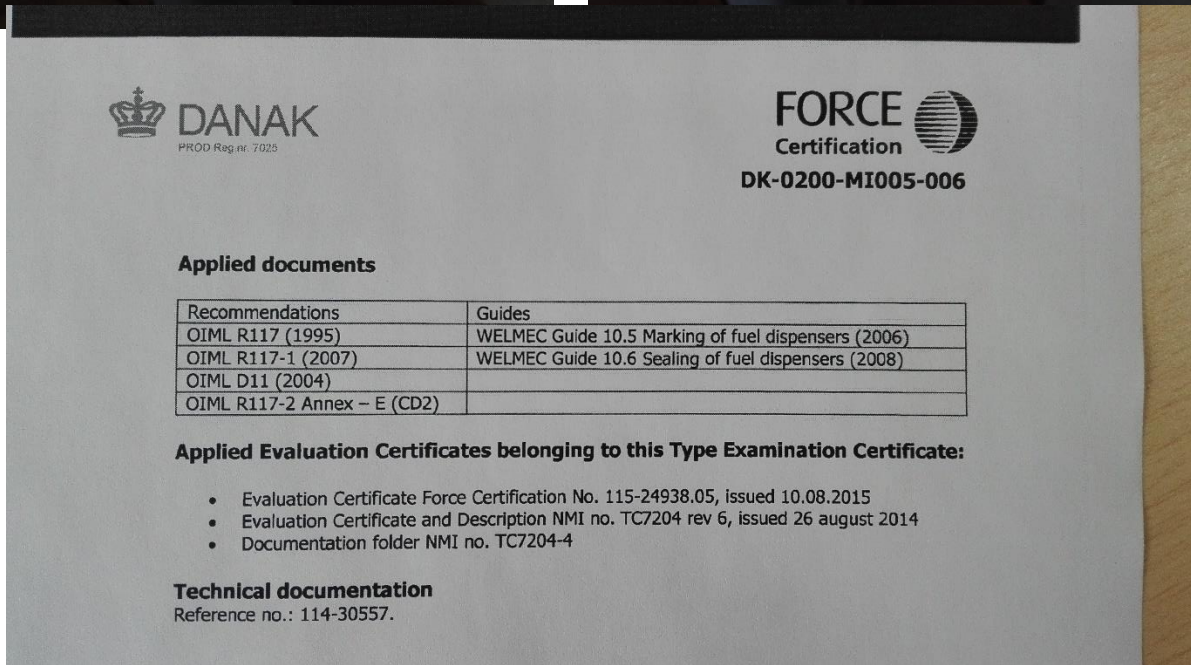 DANAK
PROD Reg.nr. 7025
FORCE
Certification
DK-0200-MI005-006
Applied documents
Recommendations Guides
OIML R117 (1995) WELMEC Guide 10.5 Marking of fuel dispensers (2006)
OIML R117-1 (2007) WELMEC Guide 10.6 Sealing of fuel dispensers (2008)
OIML D11 (2004)
OIML R117-2 Annex – E (CD2)
Applied Evaluation Certificates belonging to this Type Examination Certificate:
• Evaluation Certificate Force Certification No. 115-24938.05, issued 10.08.2015
• Evaluation Certificate and Description NMI no. TC7204 rev 6, issued 26 august 2014
• Documentation folder NMI no. TC7204-4
Technical documentation
Reference no.: 114-30557.